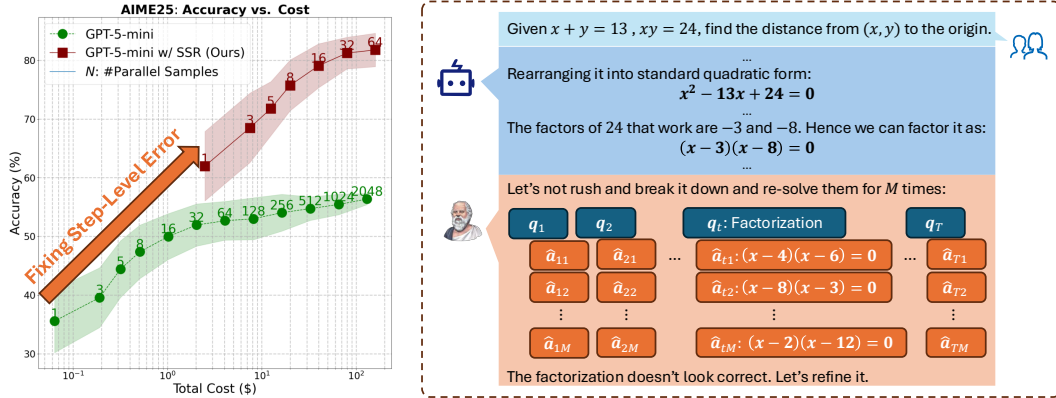 AIME25: Accuracy vs. Cost
GPT-5-mini
GPT-5-mini w/ SSR (Ours)
N: #Parallel Samples
Accuracy (%)
80
70
60
50
40
30
Fixing Step-Level Error
1
3
5
8
16
32
64
128
256
512
1024
2048
1
3
5
8
16
32
64
10⁻¹
10⁰
10¹
10²
Total Cost ($)
Given x + y = 13 , xy = 24, find the distance from (x, y) to the origin.
...
Rearranging it into standard quadratic form:
x² − 13x + 24 = 0
...
The factors of 24 that work are −3 and −8. Hence we can factor it as:
(x − 3)(x − 8) = 0
...
Let's not rush and break it down and re-solve them for M times:
q₁ q₂ qₜ: Factorization q_T
â₁₁ â₂₁ ... âₜ₁: (x − 4)(x − 6) = 0 ... â_T1
â₁₂ â₂₂ âₜ₂: (x − 8)(x − 3) = 0 â_T2
⋮ ⋮ ⋮ ⋮
â₁M â₂M âₜM: (x − 2)(x − 12) = 0 â_TM
The factorization doesn't look correct. Let's refine it.